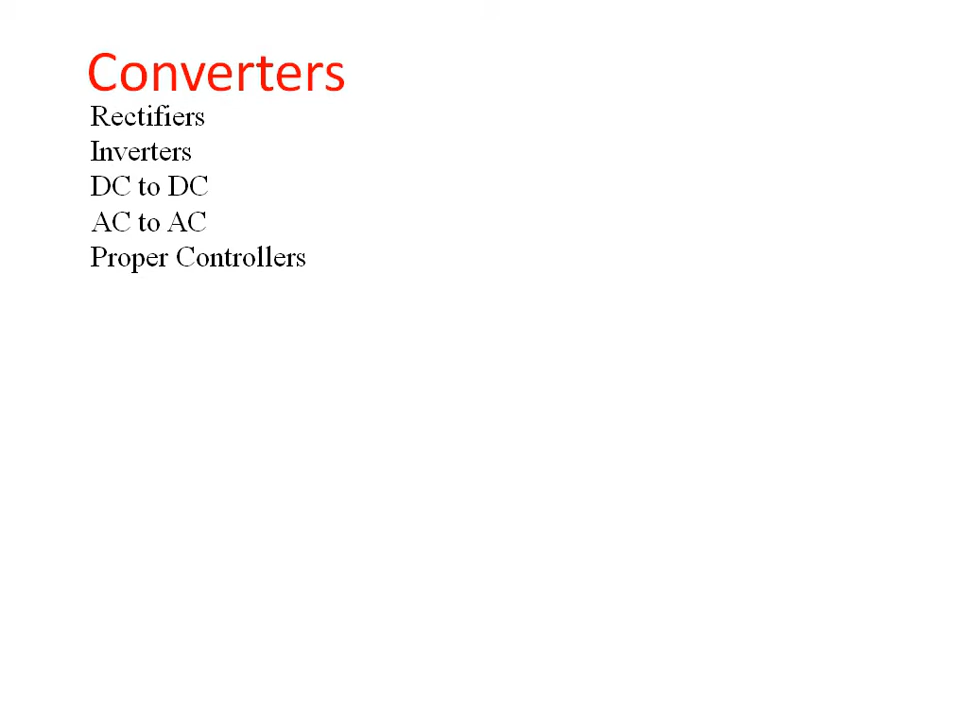 Converters
Rectifiers
Inverters
DC to DC
AC to AC
Proper Controllers